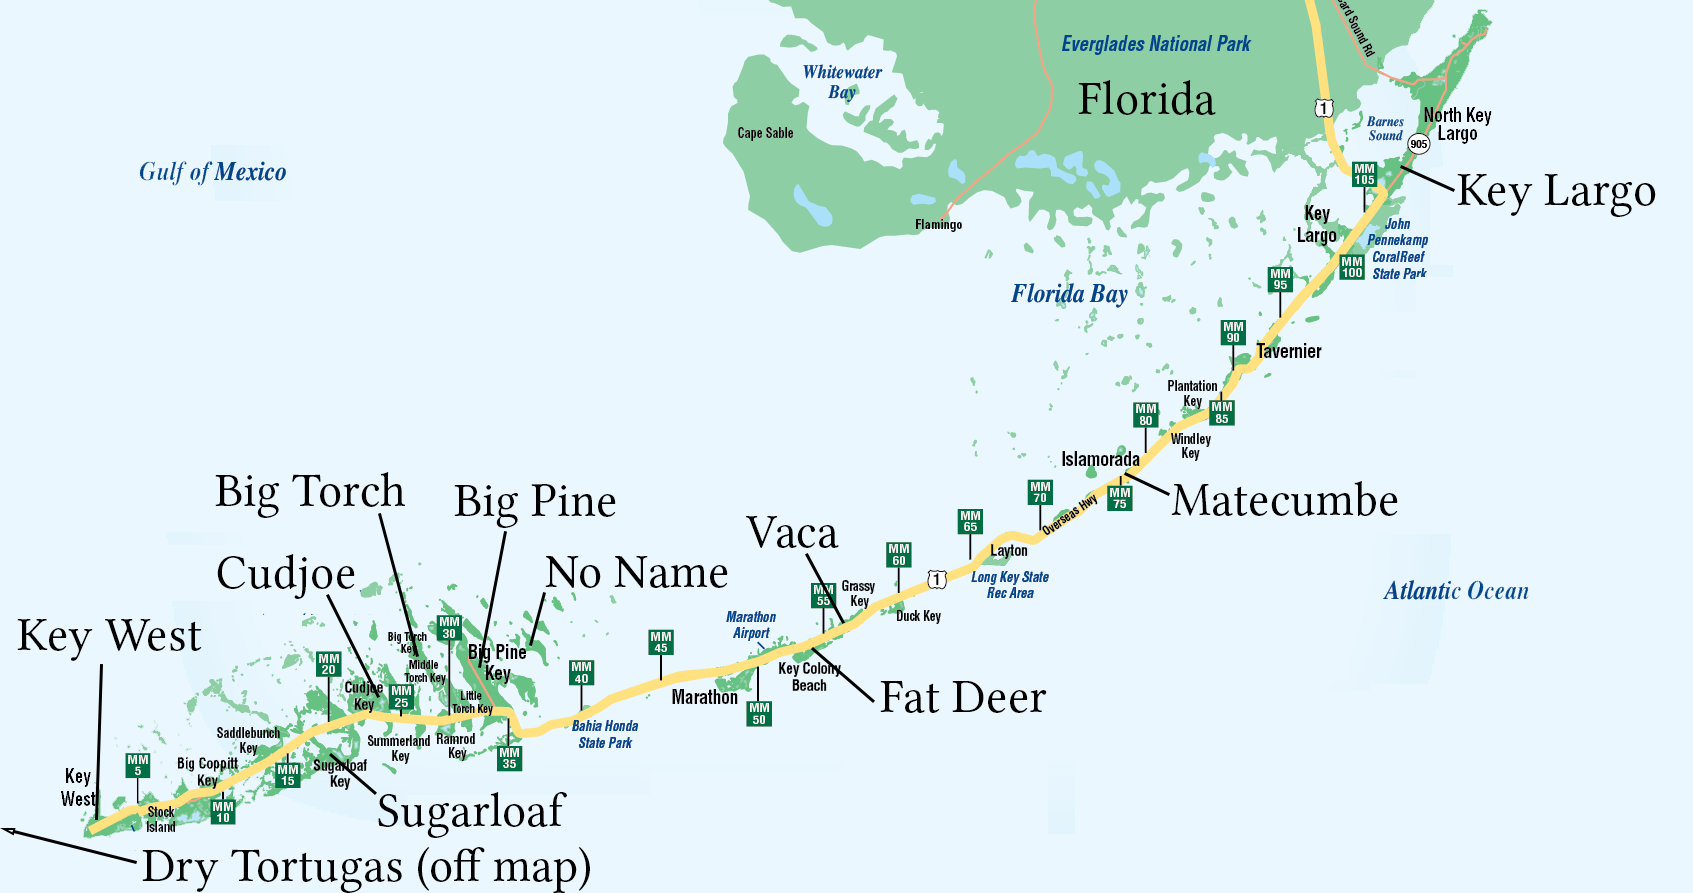 Everglades National Park
Card Sound Rd
Whitewater
Bay
Florida
1
Barnes
Sound
North Key
Largo
Cape Sable
905
Gulf of Mexico
MM
105
Key Largo
Key
Largo
Flamingo
John
Pennekamp
CoralReef
State Park
MM
100
MM
95
Florida Bay
MM
90
Tavernier
Plantation
Key
MM
85
MM
80
Windley
Key
Islamorada
MM
75
Matecumbe
MM
70
Overseas Hwy
Big Torch
Big Pine
Vaca
MM
65
Layton
MM
60
1
Long Key State
Rec Area
Atlantic Ocean
Cudjoe
No Name
MM
55
Grassy
Key
Duck Key
Marathon
Airport
Key West
MM
30
Big Torch
Key
Middle
Torch Key
Big Pine
Key
MM
45
MM
40
MM
20
Cudjoe
Key
MM
25
Little
Torch Key
Marathon
Key Colony
Beach
Fat Deer
MM
50
Bahia Honda
State Park
Saddlebunch
Key
Summerland
Key
Ramrod
Key
MM
35
MM
5
Big Coppitt
Key
MM
15
Sugarloaf
Key
Key
West
Stock
Island
MM
10
Sugarloaf
Dry Tortugas (off map)